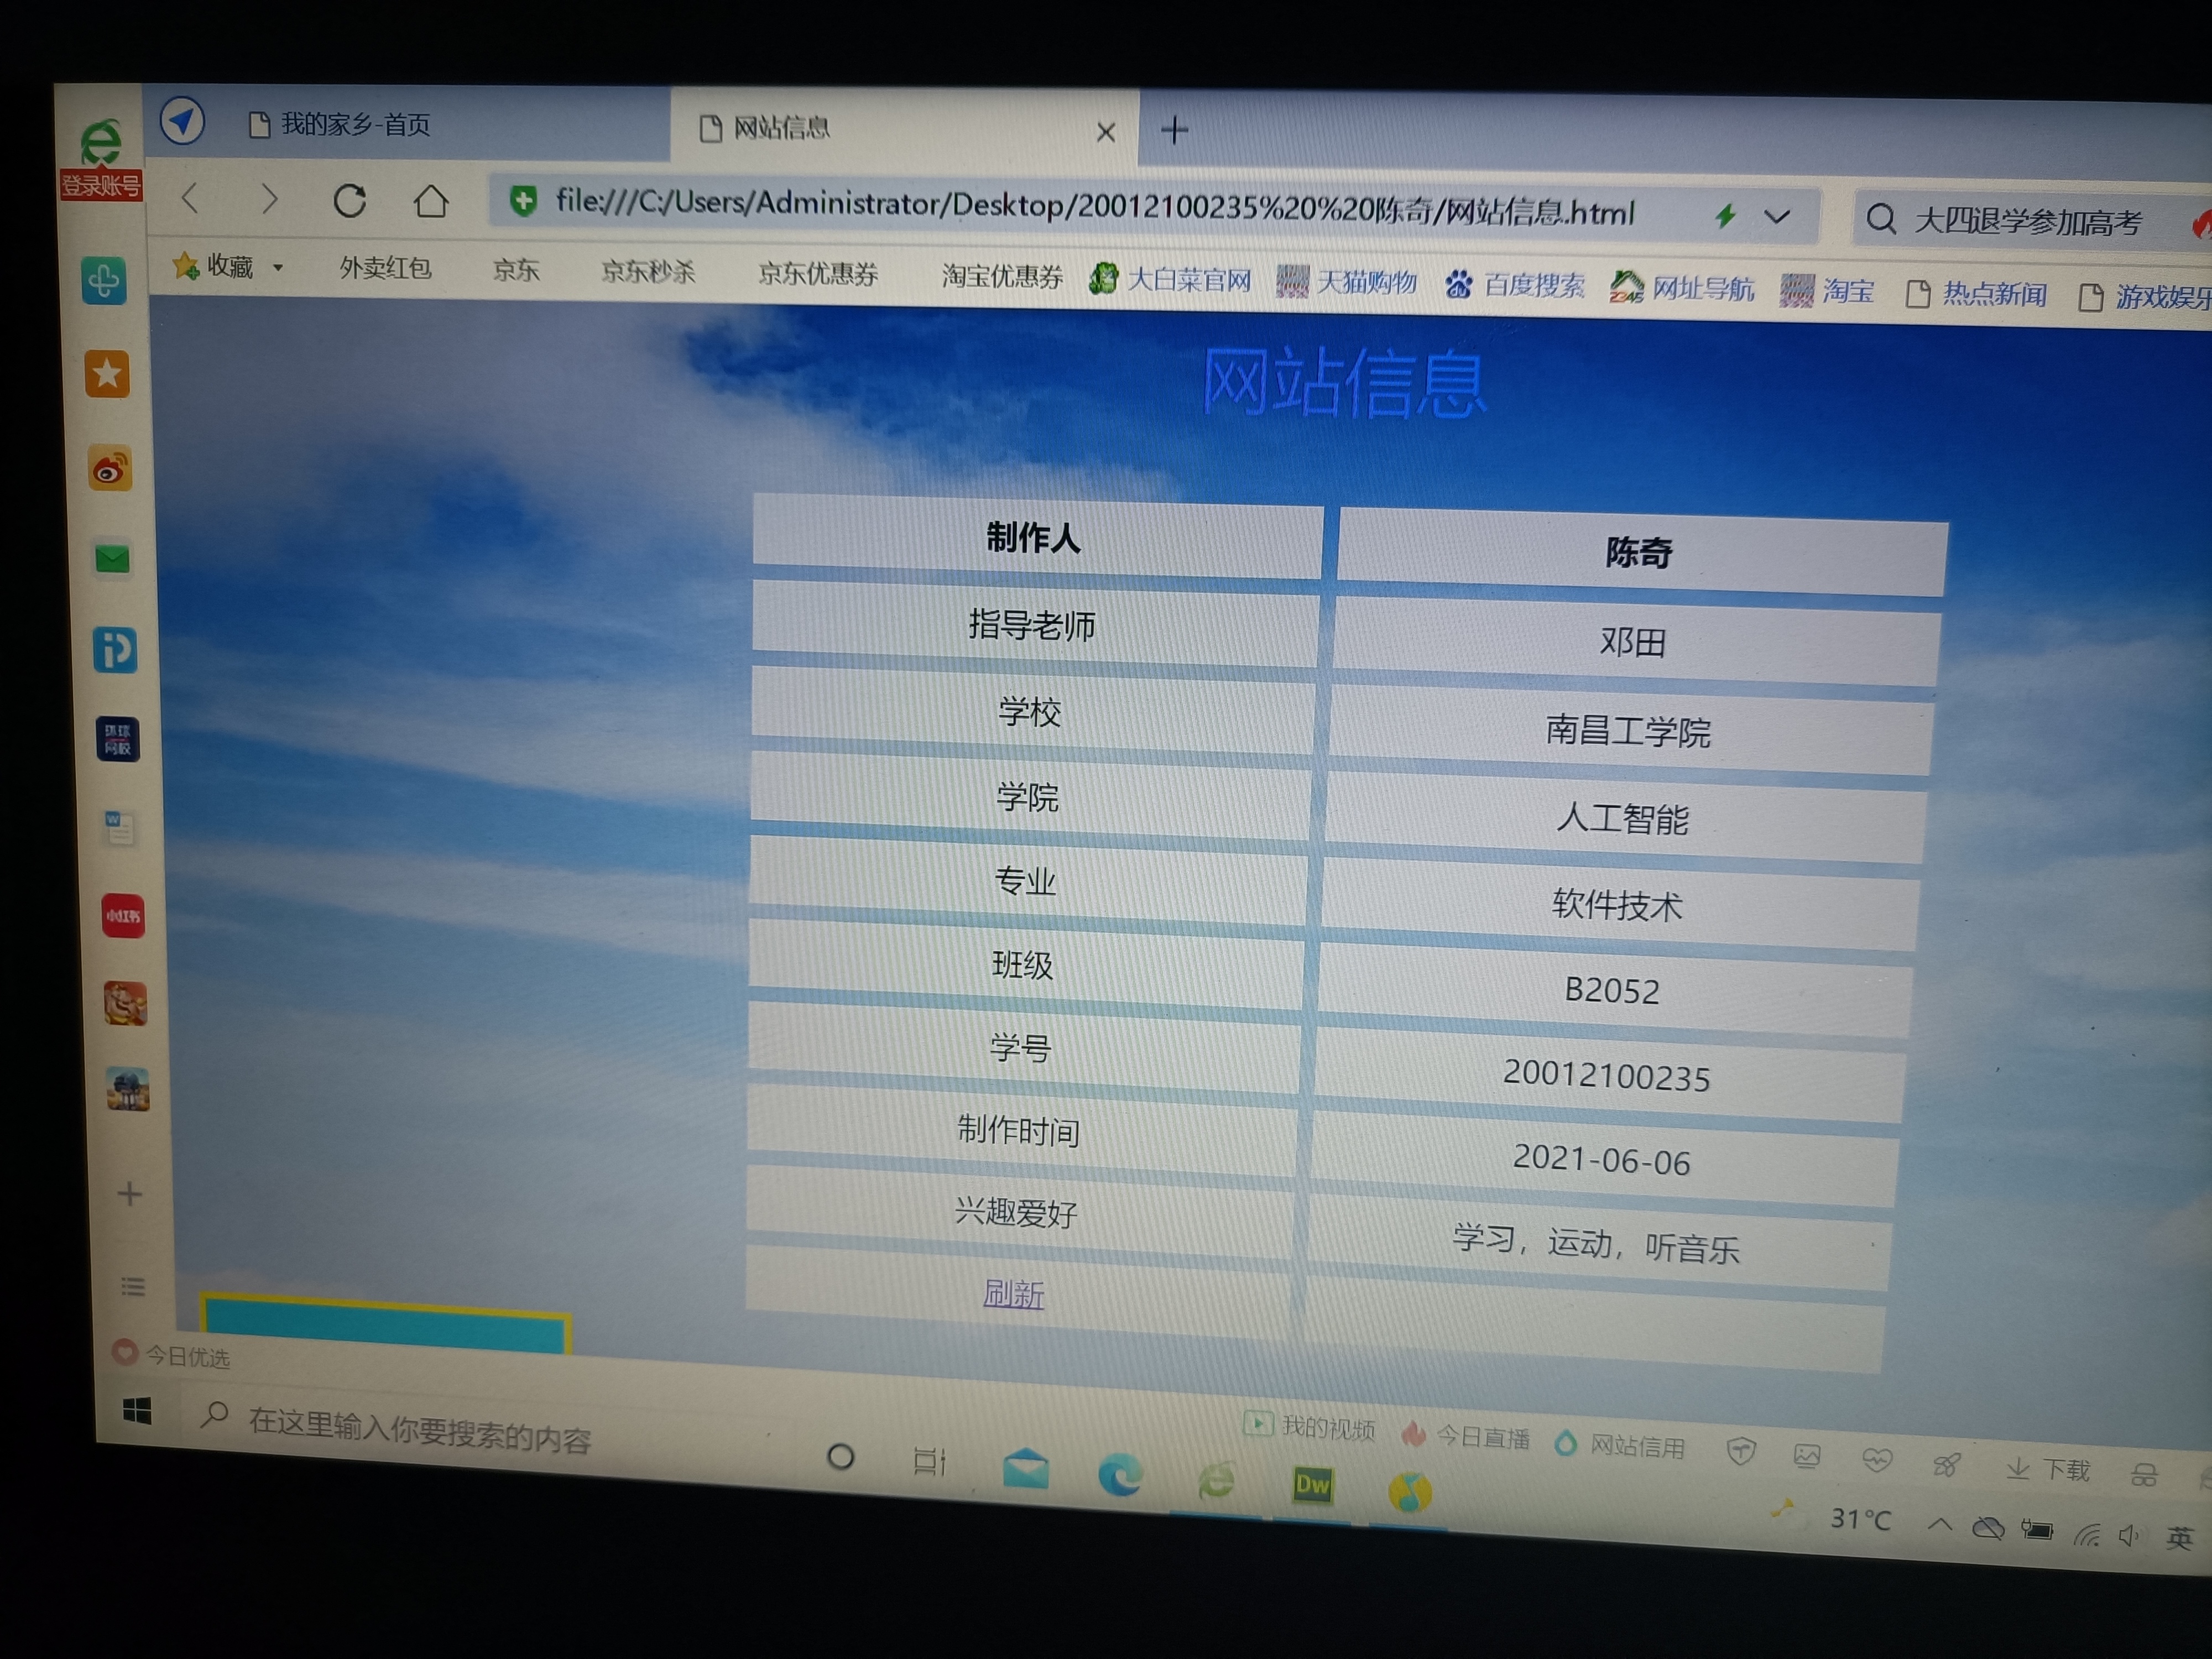 我的家乡-首页
网站信息
登录账号
file:///C:/Users/Administrator/Desktop/20012100235%20%20陈奇/网站信息.html
大四退学参加高考
收藏 外卖红包 京东 京东秒杀 京东优惠券 淘宝优惠券 大白菜官网 天猫购物 百度搜索 2345 网址导航 淘宝 热点新闻 游戏娱乐
网站信息
制作人 陈奇
指导老师 邓田
学校 南昌工学院
学院 人工智能
专业 软件技术
班级 B2052
学号 20012100235
制作时间 2021-06-06
兴趣爱好 学习，运动，听音乐
刷新
环球网校
W
小红书
今日优选
我的视频 今日直播 网站信用 下载
在这里输入你要搜索的内容
Dw
31°C
英